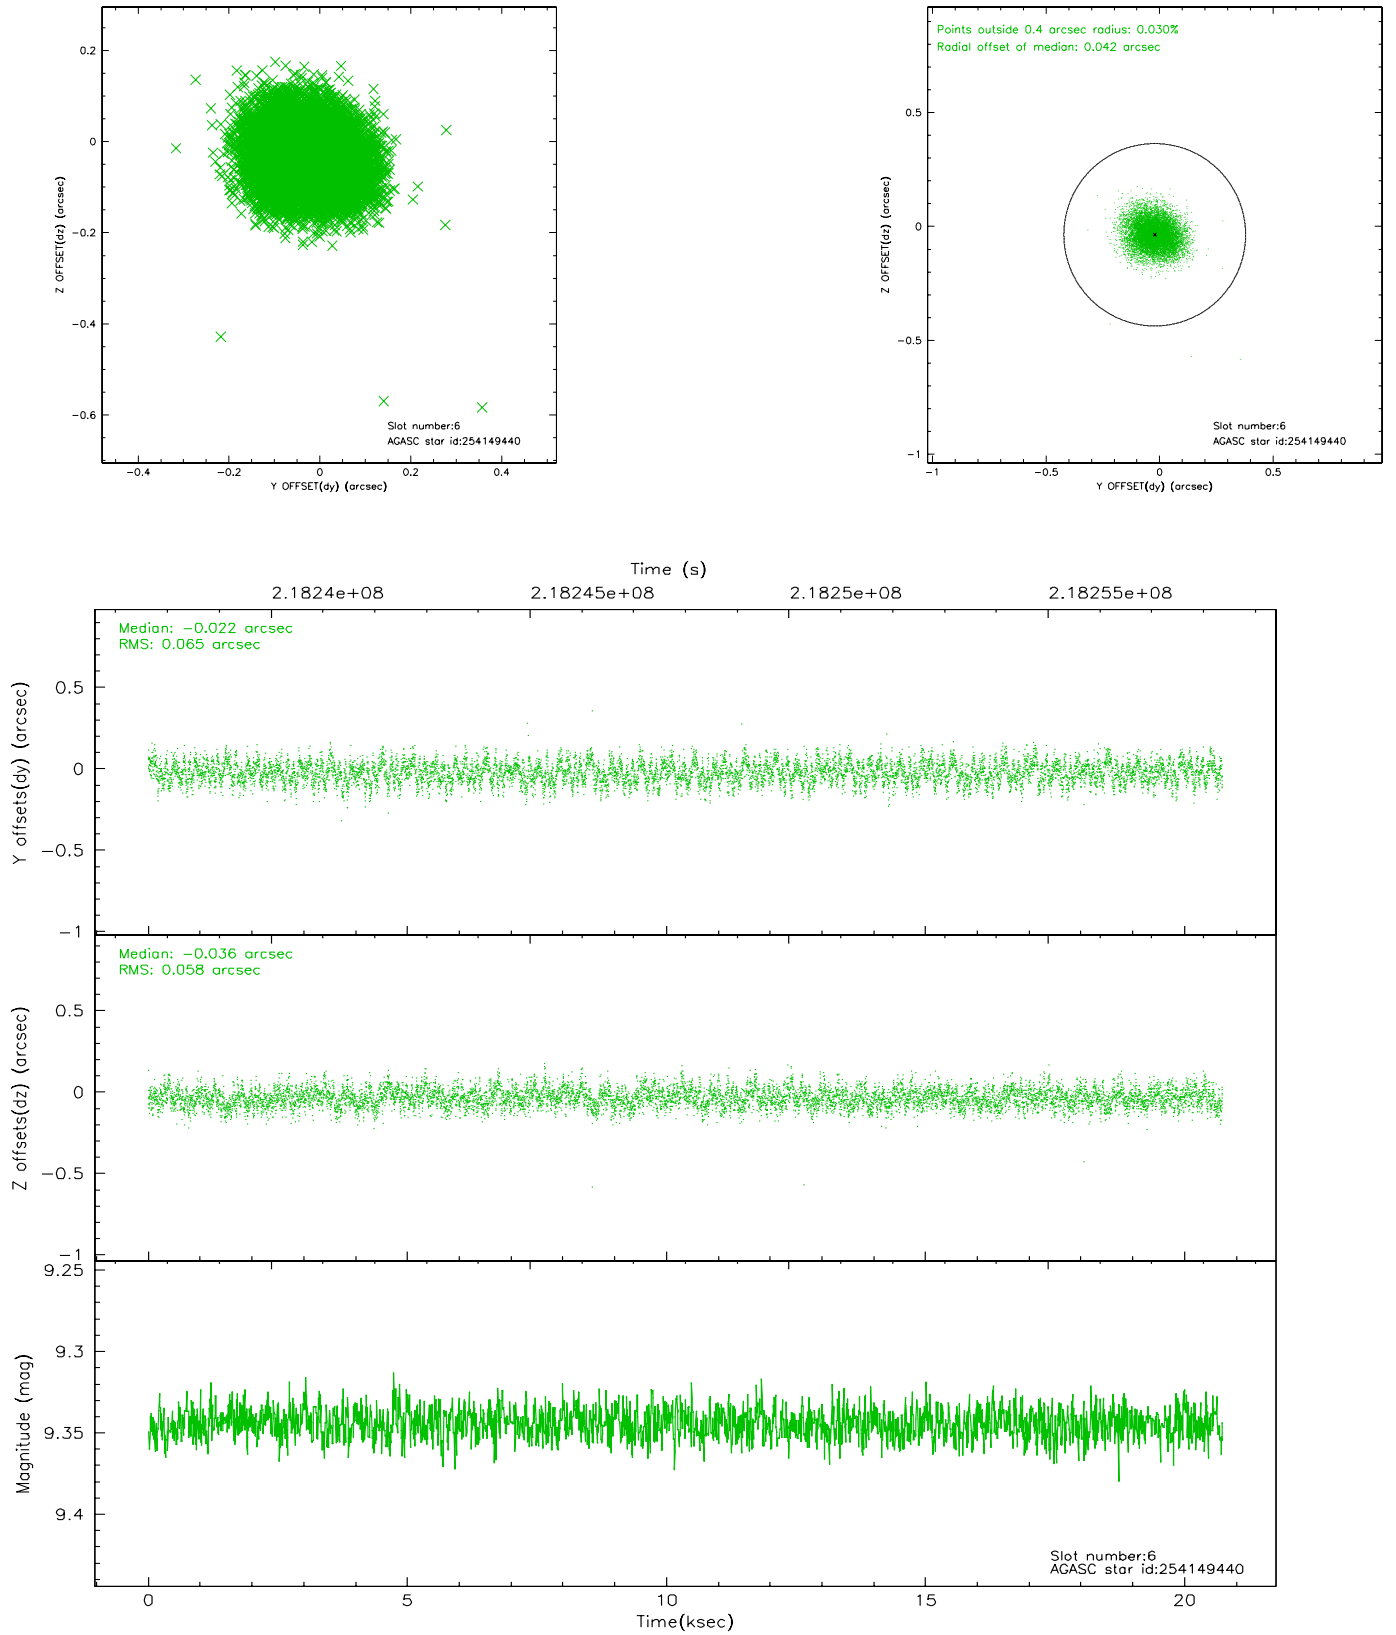 0.2
0
−0.2
−0.4
−0.6
Z OFFSET(dz) (arcsec)
Slot number:6
AGASC star id:254149440
−0.4 −0.2 0 0.2 0.4
Y OFFSET(dy) (arcsec)
Points outside 0.4 arcsec radius: 0.030%
Radial offset of median: 0.042 arcsec
0.5
0
−0.5
−1
Z OFFSET(dz) (arcsec)
Slot number:6
AGASC star id:254149440
−1 −0.5 0 0.5
Y OFFSET(dy) (arcsec)
Time (s)
2.1824e+08 2.18245e+08 2.1825e+08 2.18255e+08
Median: −0.022 arcsec
RMS: 0.065 arcsec
0.5
0
−0.5
−1
Y offsets(dy) (arcsec)
Median: −0.036 arcsec
RMS: 0.058 arcsec
0.5
0
−0.5
−1
Z offsets(dz) (arcsec)
9.25
9.3
9.35
9.4
Magnitude (mag)
Slot number:6
AGASC star id:254149440
0 5 10 15 20
Time(ksec)